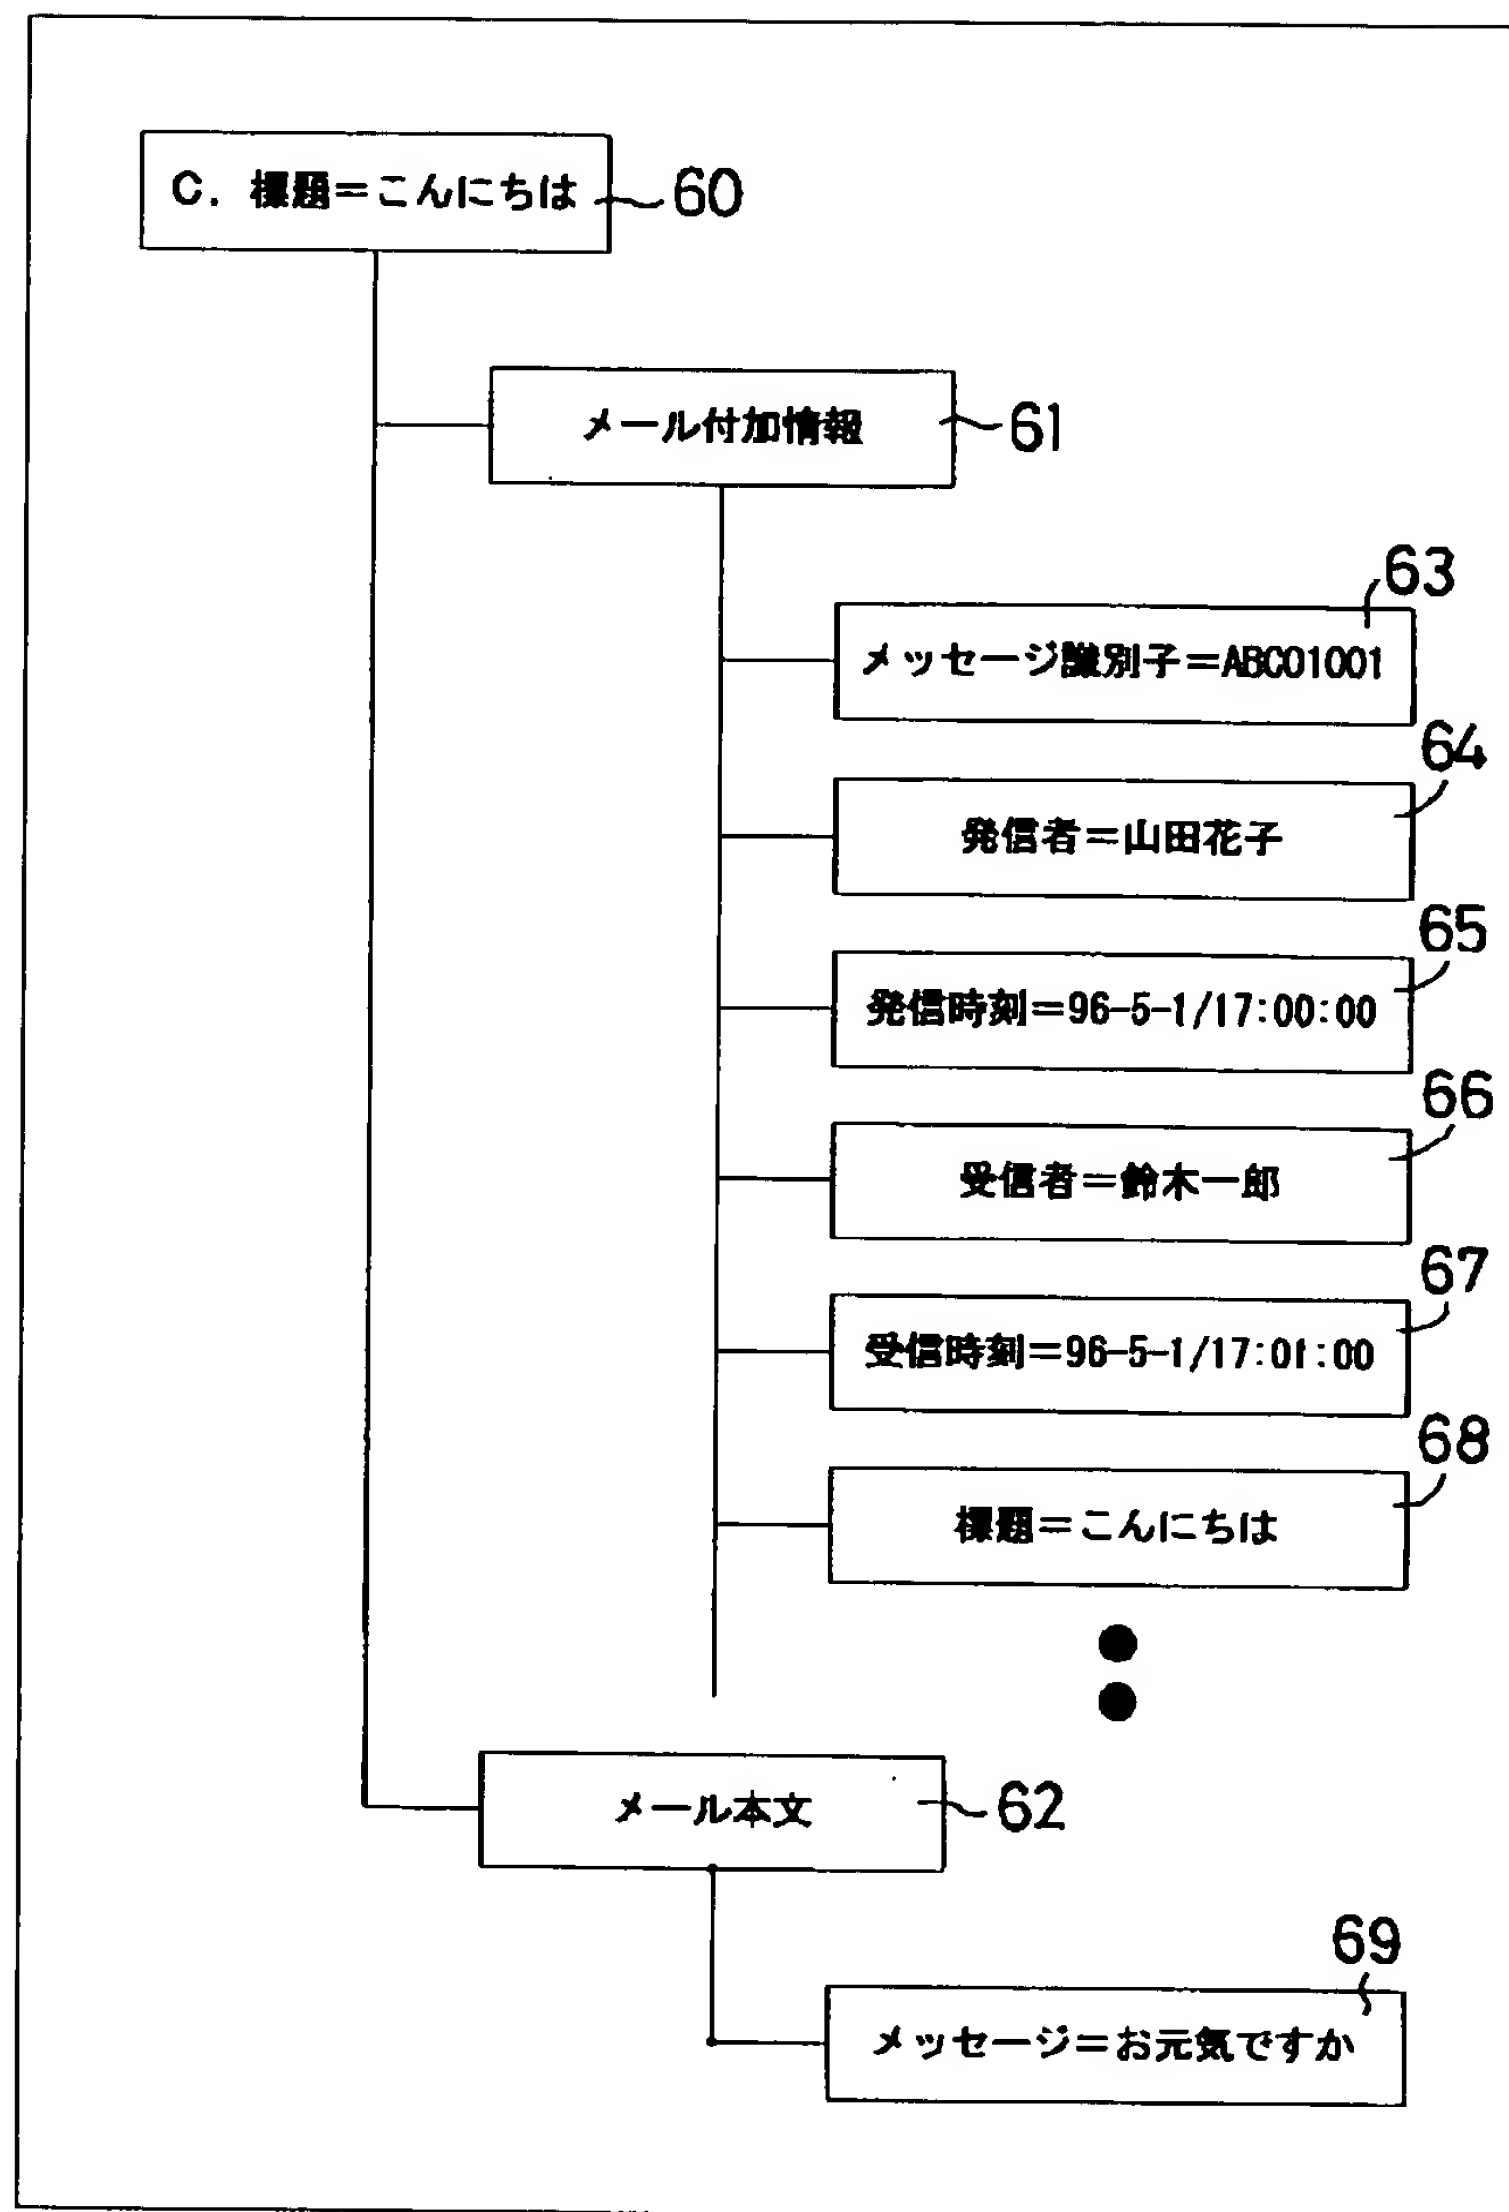 C. 標題=こんにちは 60
メール付加情報 61
63
メッセージ識別子=ABC01001
64
発信者=山田花子
65
発信時刻=96-5-1/17:00:00
66
受信者=鈴木一郎
67
受信時刻=96-5-1/17:01:00
68
標題=こんにちは
メール本文 62
69
メッセージ=お元気ですか